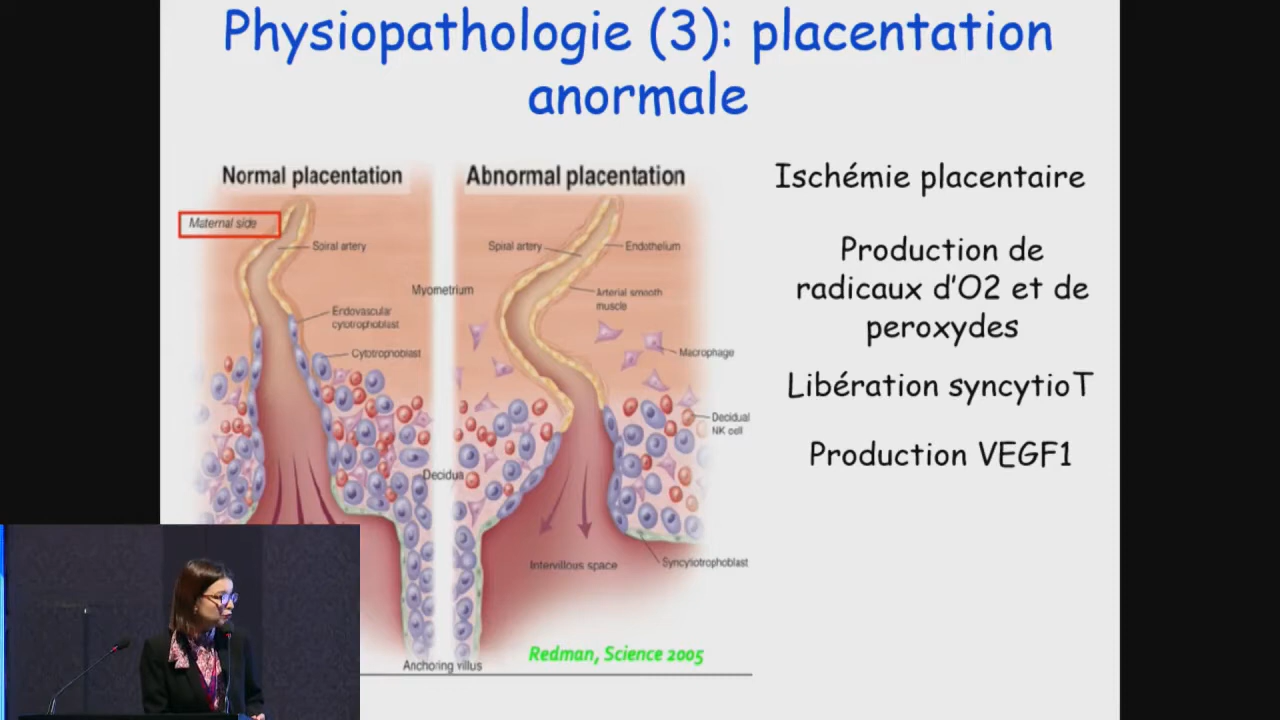 Physiopathologie (3): placentation
anormale
Normal placentation
Abnormal placentation
Maternal side
Spiral artery
Spiral artery
Endothelium
Myometrium
Arterial smooth
muscle
Endovascular
cytotrophoblast
Cytotrophoblast
Macrophage
Decidual
NK cell
Decidua
Intervillous space
Syncytiotrophoblast
Anchoring villus
Redman, Science 2005
Ischémie placentaire
Production de
radicaux d'O2 et de
peroxydes
Libération syncytioT
Production VEGF1